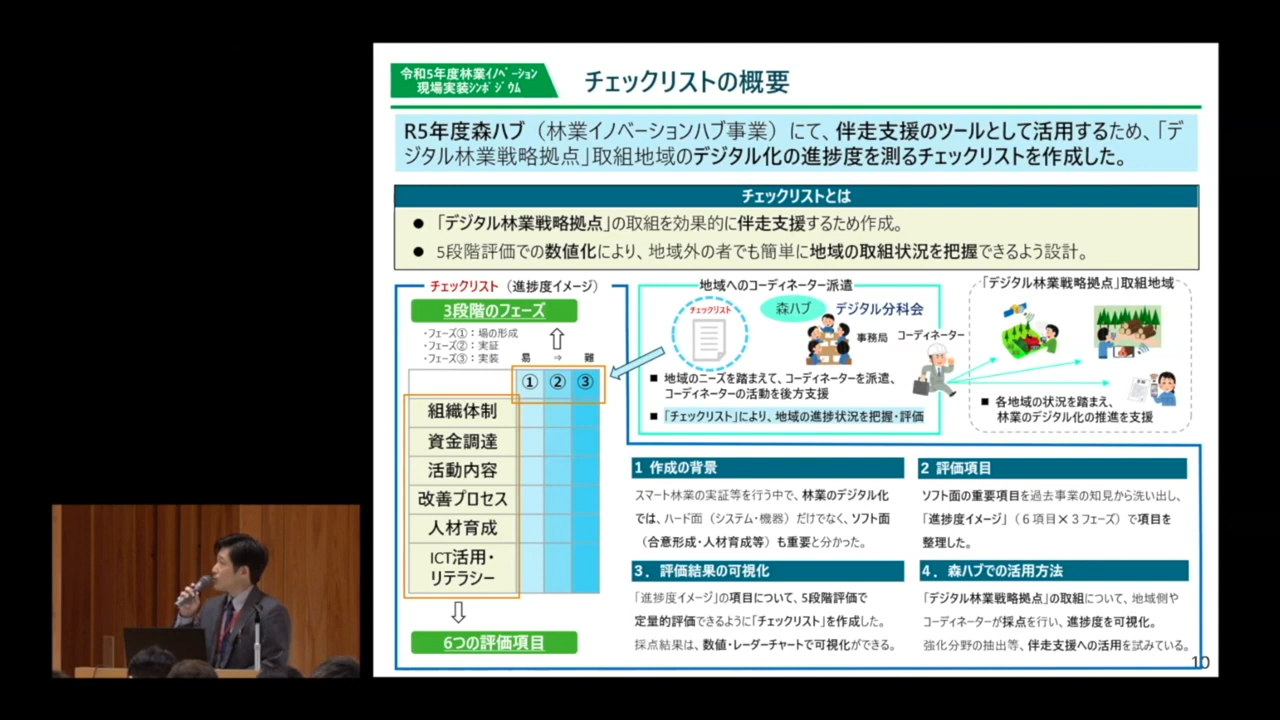 令和5年度林業ｲﾉﾍﾞｰｼｮﾝ
現場実装ｼﾝﾎﾟｼﾞｳﾑ
チェックリストの概要
R5年度森ハブ（林業イノベーションハブ事業）にて、伴走支援のツールとして活用するため、「デ
ジタル林業戦略拠点」取組地域のデジタル化の進捗度を測るチェックリストを作成した。
チェックリストとは
● 「デジタル林業戦略拠点」の取組を効果的に伴走支援するため作成。
● 5段階評価での数値化により、地域外の者でも簡単に地域の取組状況を把握できるよう設計。
チェックリスト（進捗度イメージ）
3段階のフェーズ
・フェーズ①：場の形成
・フェーズ②：実証
・フェーズ③：実装
易 ⇒ 難
① ② ③
組織体制
資金調達
活動内容
改善プロセス
人材育成
ICT活用・
リテラシー
6つの評価項目
地域へのコーディネーター派遣
チェックリスト
森ハブ
デジタル分科会
事務局
コーディネーター
■ 地域のニーズを踏まえて、コーディネーターを派遣、
コーディネーターの活動を後方支援
■ 「チェックリスト」により、地域の進捗状況を把握・評価
「デジタル林業戦略拠点」取組地域
■ 各地域の状況を踏まえ、
林業のデジタル化の推進を支援
1 作成の背景
スマート林業の実証等を行う中で、林業のデジタル化
では、ハード面（システム・機器）だけでなく、ソフト面
（合意形成・人材育成等）も重要と分かった。
2 評価項目
ソフト面の重要項目を過去事業の知見から洗い出し、
「進捗度イメージ」（６項目×３フェーズ）で項目を
整理した。
3．評価結果の可視化
「進捗度イメージ」の項目について、5段階評価で
定量的評価できるように「チェックリスト」を作成した。
採点結果は、数値・レーダーチャートで可視化ができる。
4．森ハブでの活用方法
「デジタル林業戦略拠点」の取組について、地域側や
コーディネーターが採点を行い、進捗度を可視化。
強化分野の抽出等、伴走支援への活用を試みている。
10